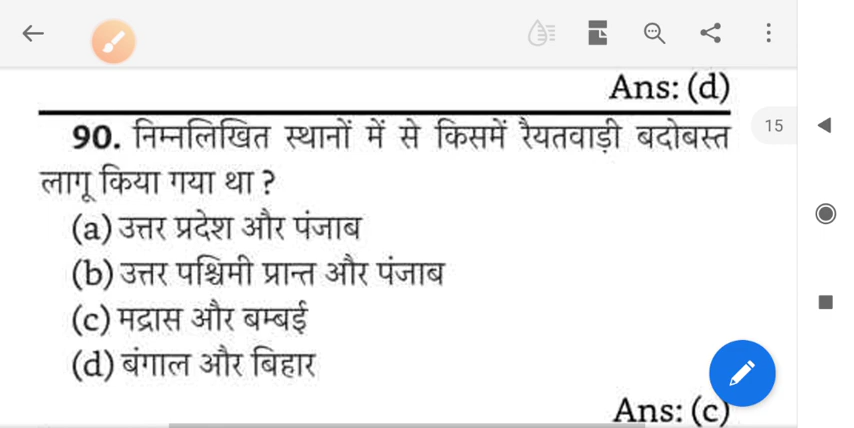 Ans: (d)
90. निम्नलिखित स्थानों में से किसमें रैयतवाड़ी बदोबस्त
15
लागू किया गया था ?
(a) उत्तर प्रदेश और पंजाब
(b) उत्तर पश्चिमी प्रान्त और पंजाब
(c) मद्रास और बम्बई
(d) बंगाल और बिहार
Ans: (c)